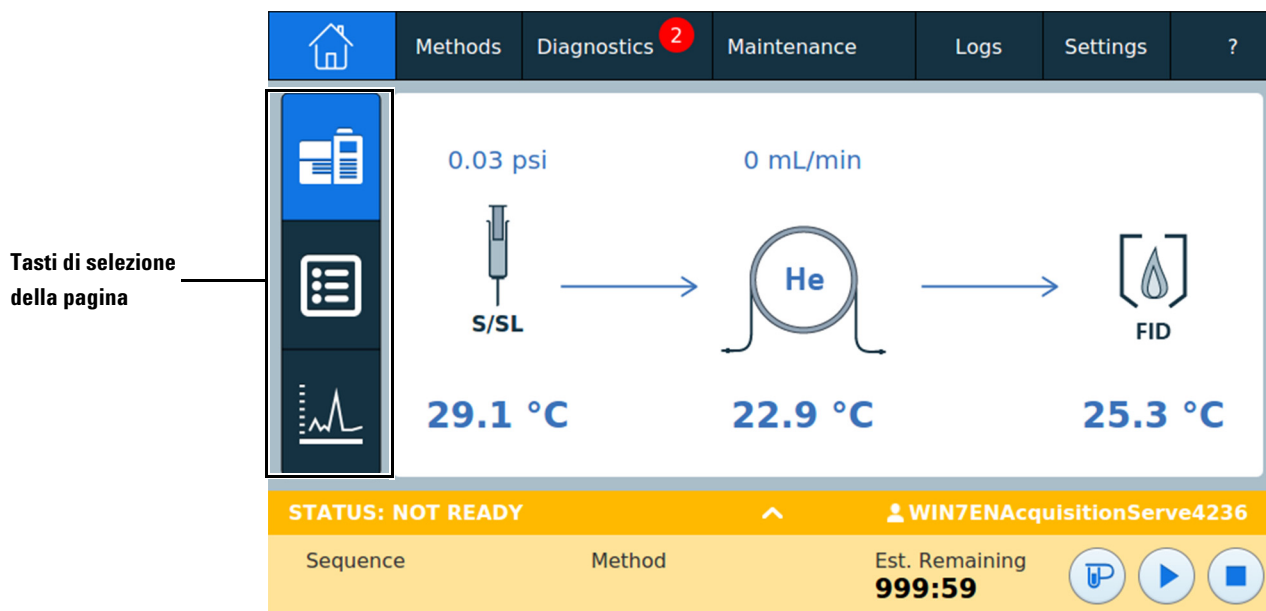 Methods
Diagnostics
2
Maintenance
Logs
Settings
?
Tasti di selezione
della pagina
0.03 psi
0 mL/min
He
S/SL
FID
29.1 °C
22.9 °C
25.3 °C
STATUS: NOT READY
WIN7ENAcquisitionServe4236
Sequence
Method
Est. Remaining
999:59